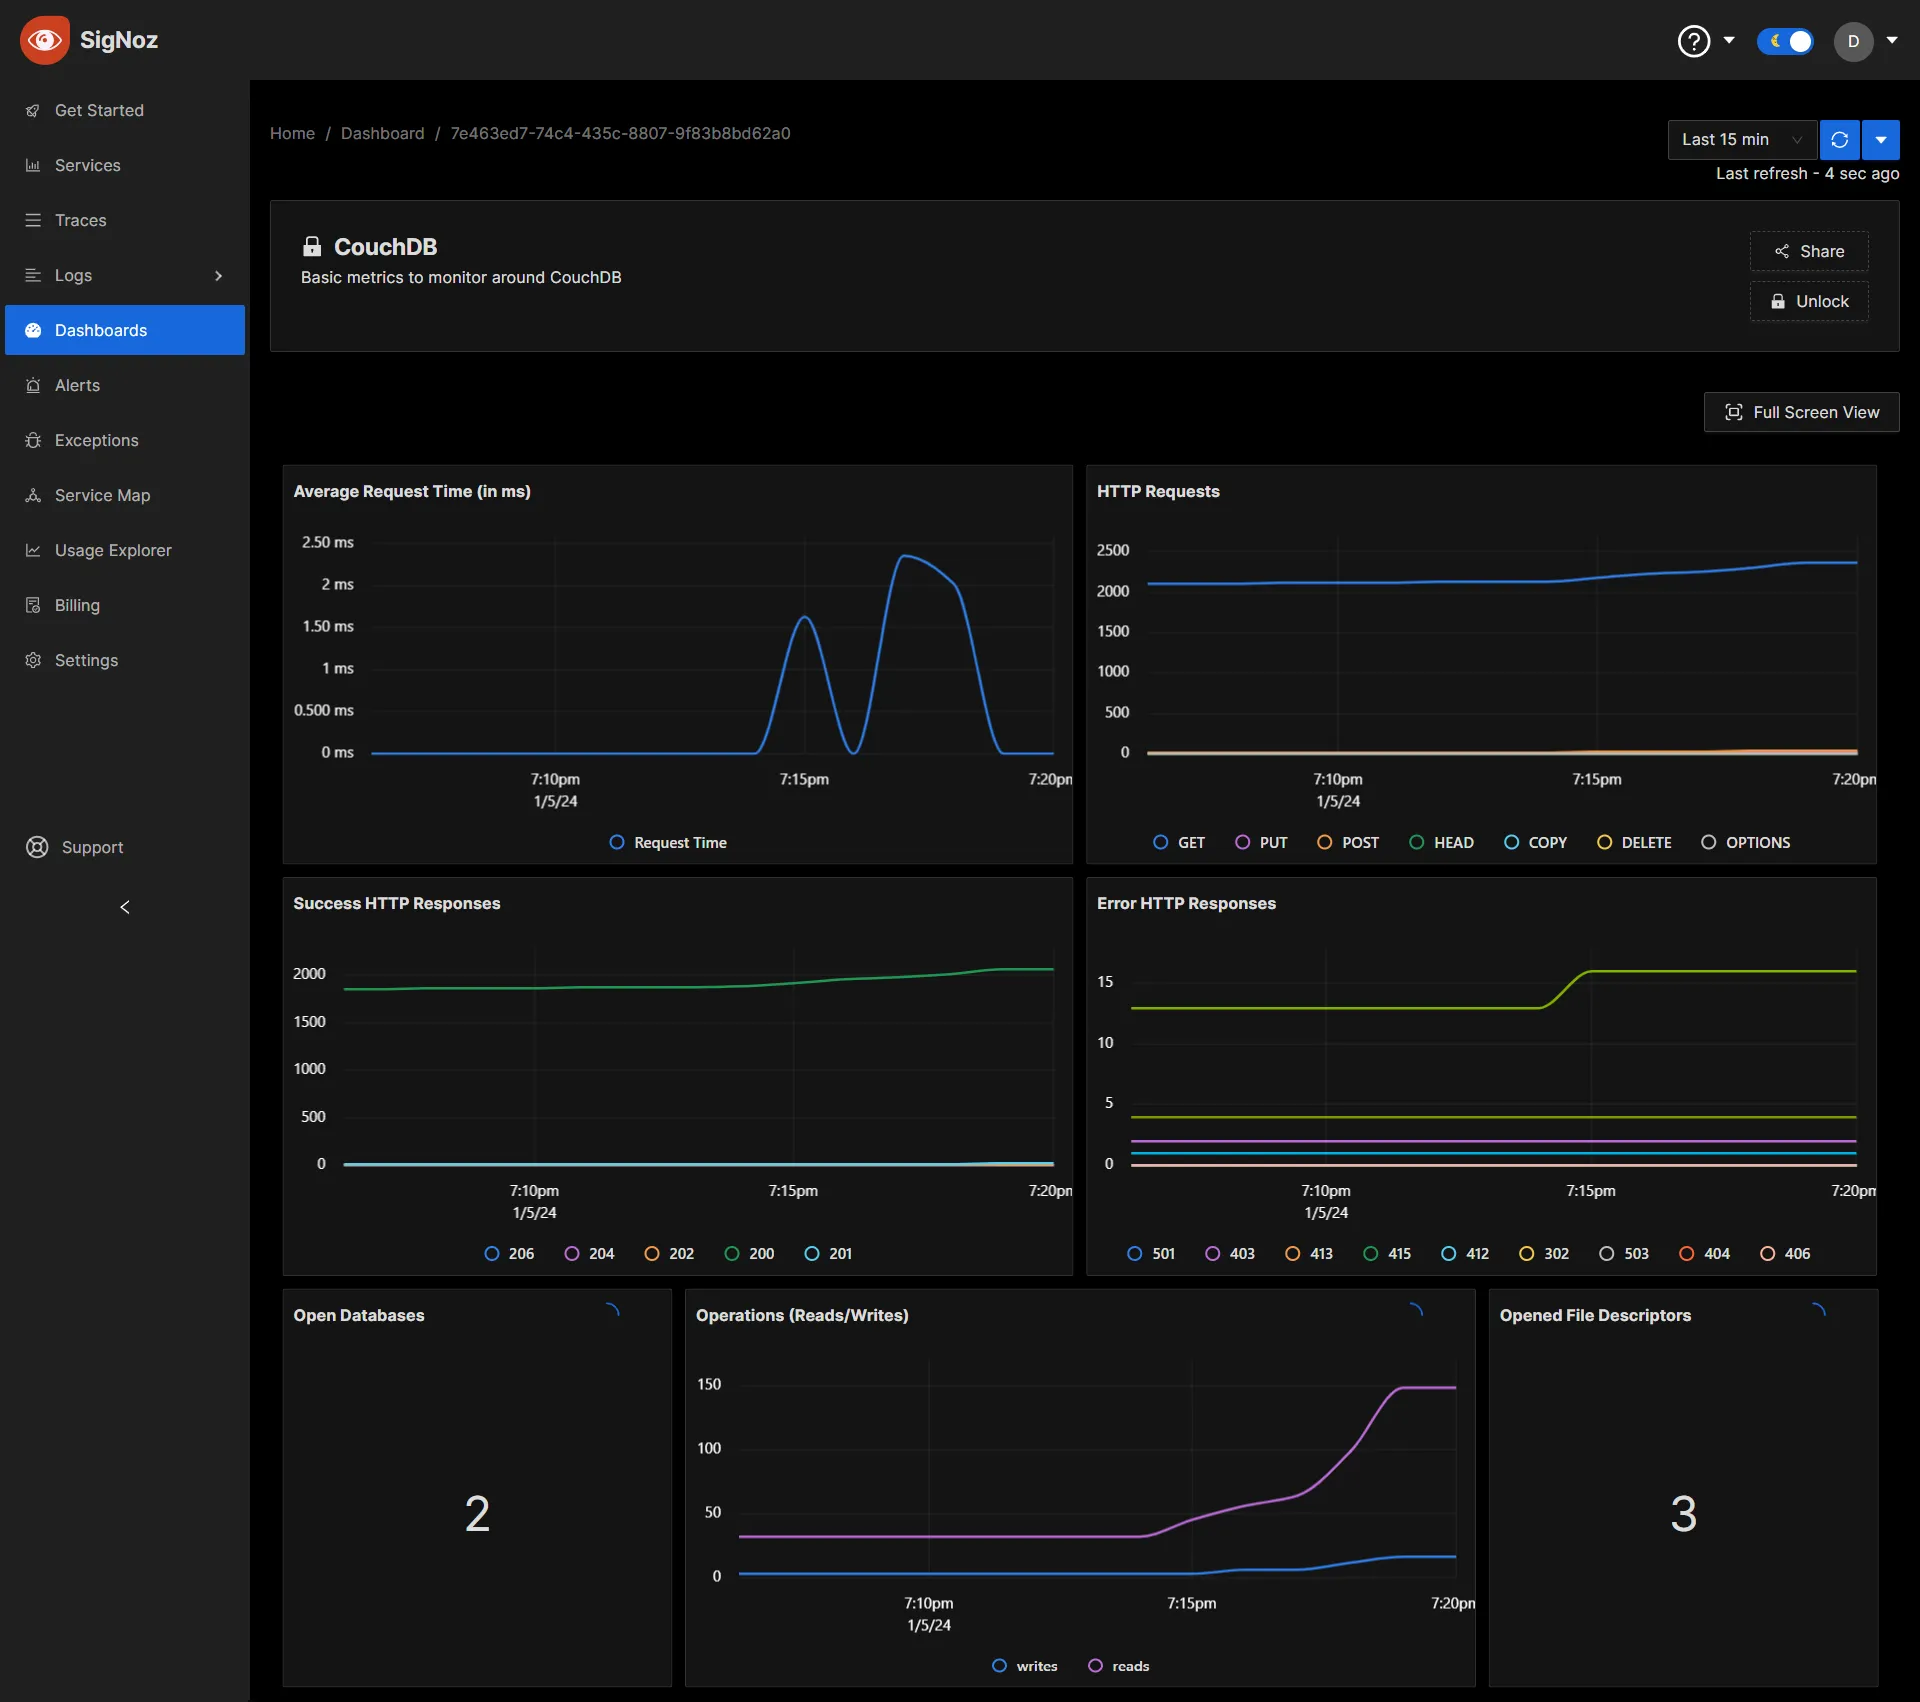 SigNoz
D
Get Started
Services
Traces
Logs
Dashboards
Alerts
Exceptions
Service Map
Usage Explorer
Billing
Settings
Support
Home / Dashboard / 7e463ed7-74c4-435c-8807-9f83b8bd62a0
Last 15 min
Last refresh - 4 sec ago
CouchDB
Basic metrics to monitor around CouchDB
Share
Unlock
Full Screen View
Average Request Time (in ms)
2.50 ms
2 ms
1.50 ms
1 ms
0.500 ms
0 ms
7:10pm 7:15pm 7:20pm
1/5/24
Request Time
HTTP Requests
2500
2000
1500
1000
500
0
7:10pm 7:15pm 7:20pm
1/5/24
GET PUT POST HEAD COPY DELETE OPTIONS
Success HTTP Responses
2000
1500
1000
500
0
7:10pm 7:15pm 7:20pm
1/5/24
206 204 202 200 201
Error HTTP Responses
15
10
5
0
7:10pm 7:15pm 7:20pm
1/5/24
501 403 413 415 412 302 503 404 406
Open Databases
2
Operations (Reads/Writes)
150
100
50
0
7:10pm 7:15pm 7:20pm
1/5/24
writes reads
Opened File Descriptors
3